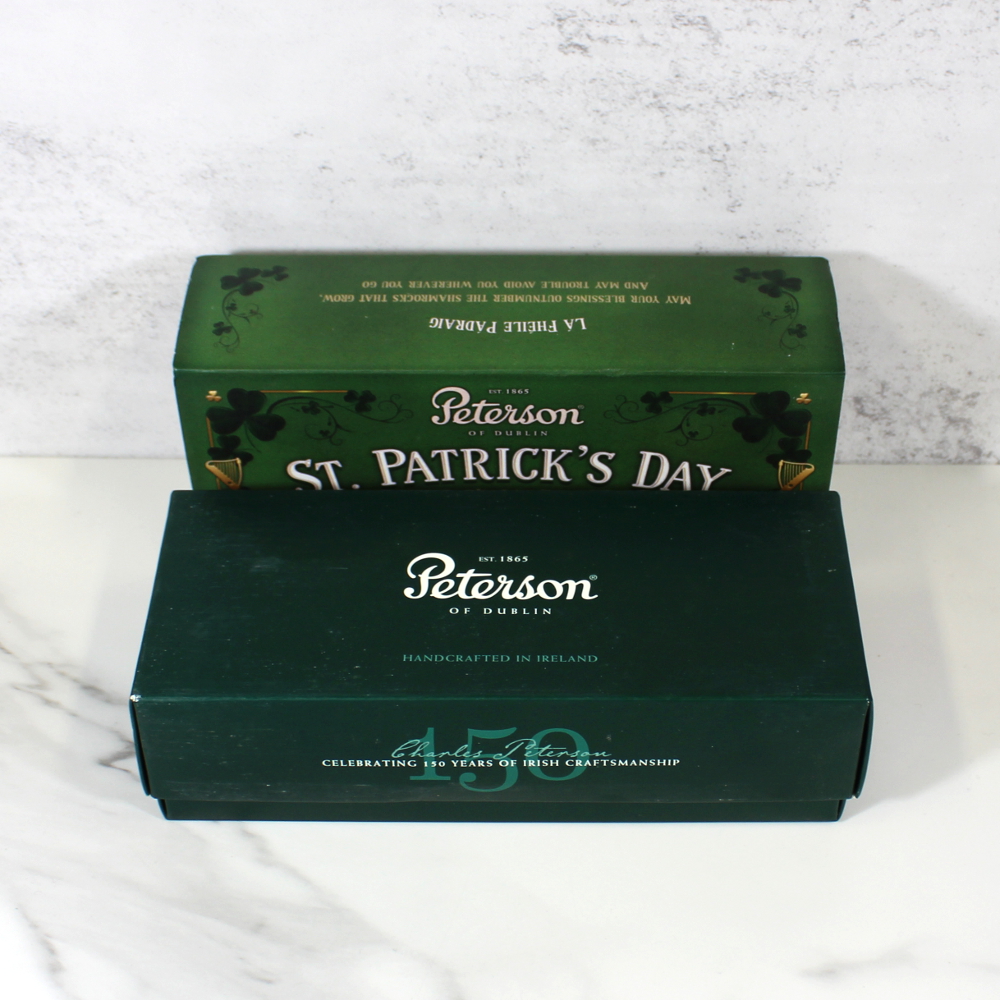 LÁ FHÉILE PÁDRAIG
MAY YOUR BLESSINGS OUTNUMBER THE SHAMROCKS THAT GROW,
AND MAY TROUBLE AVOID YOU WHEREVER YOU GO
EST 1865
Peterson
OF DUBLIN
ST. PATRICK'S DAY
EST. 1865
Peterson®
OF DUBLIN
HANDCRAFTED IN IRELAND
150
Charles Peterson
CELEBRATING 150 YEARS OF IRISH CRAFTSMANSHIP